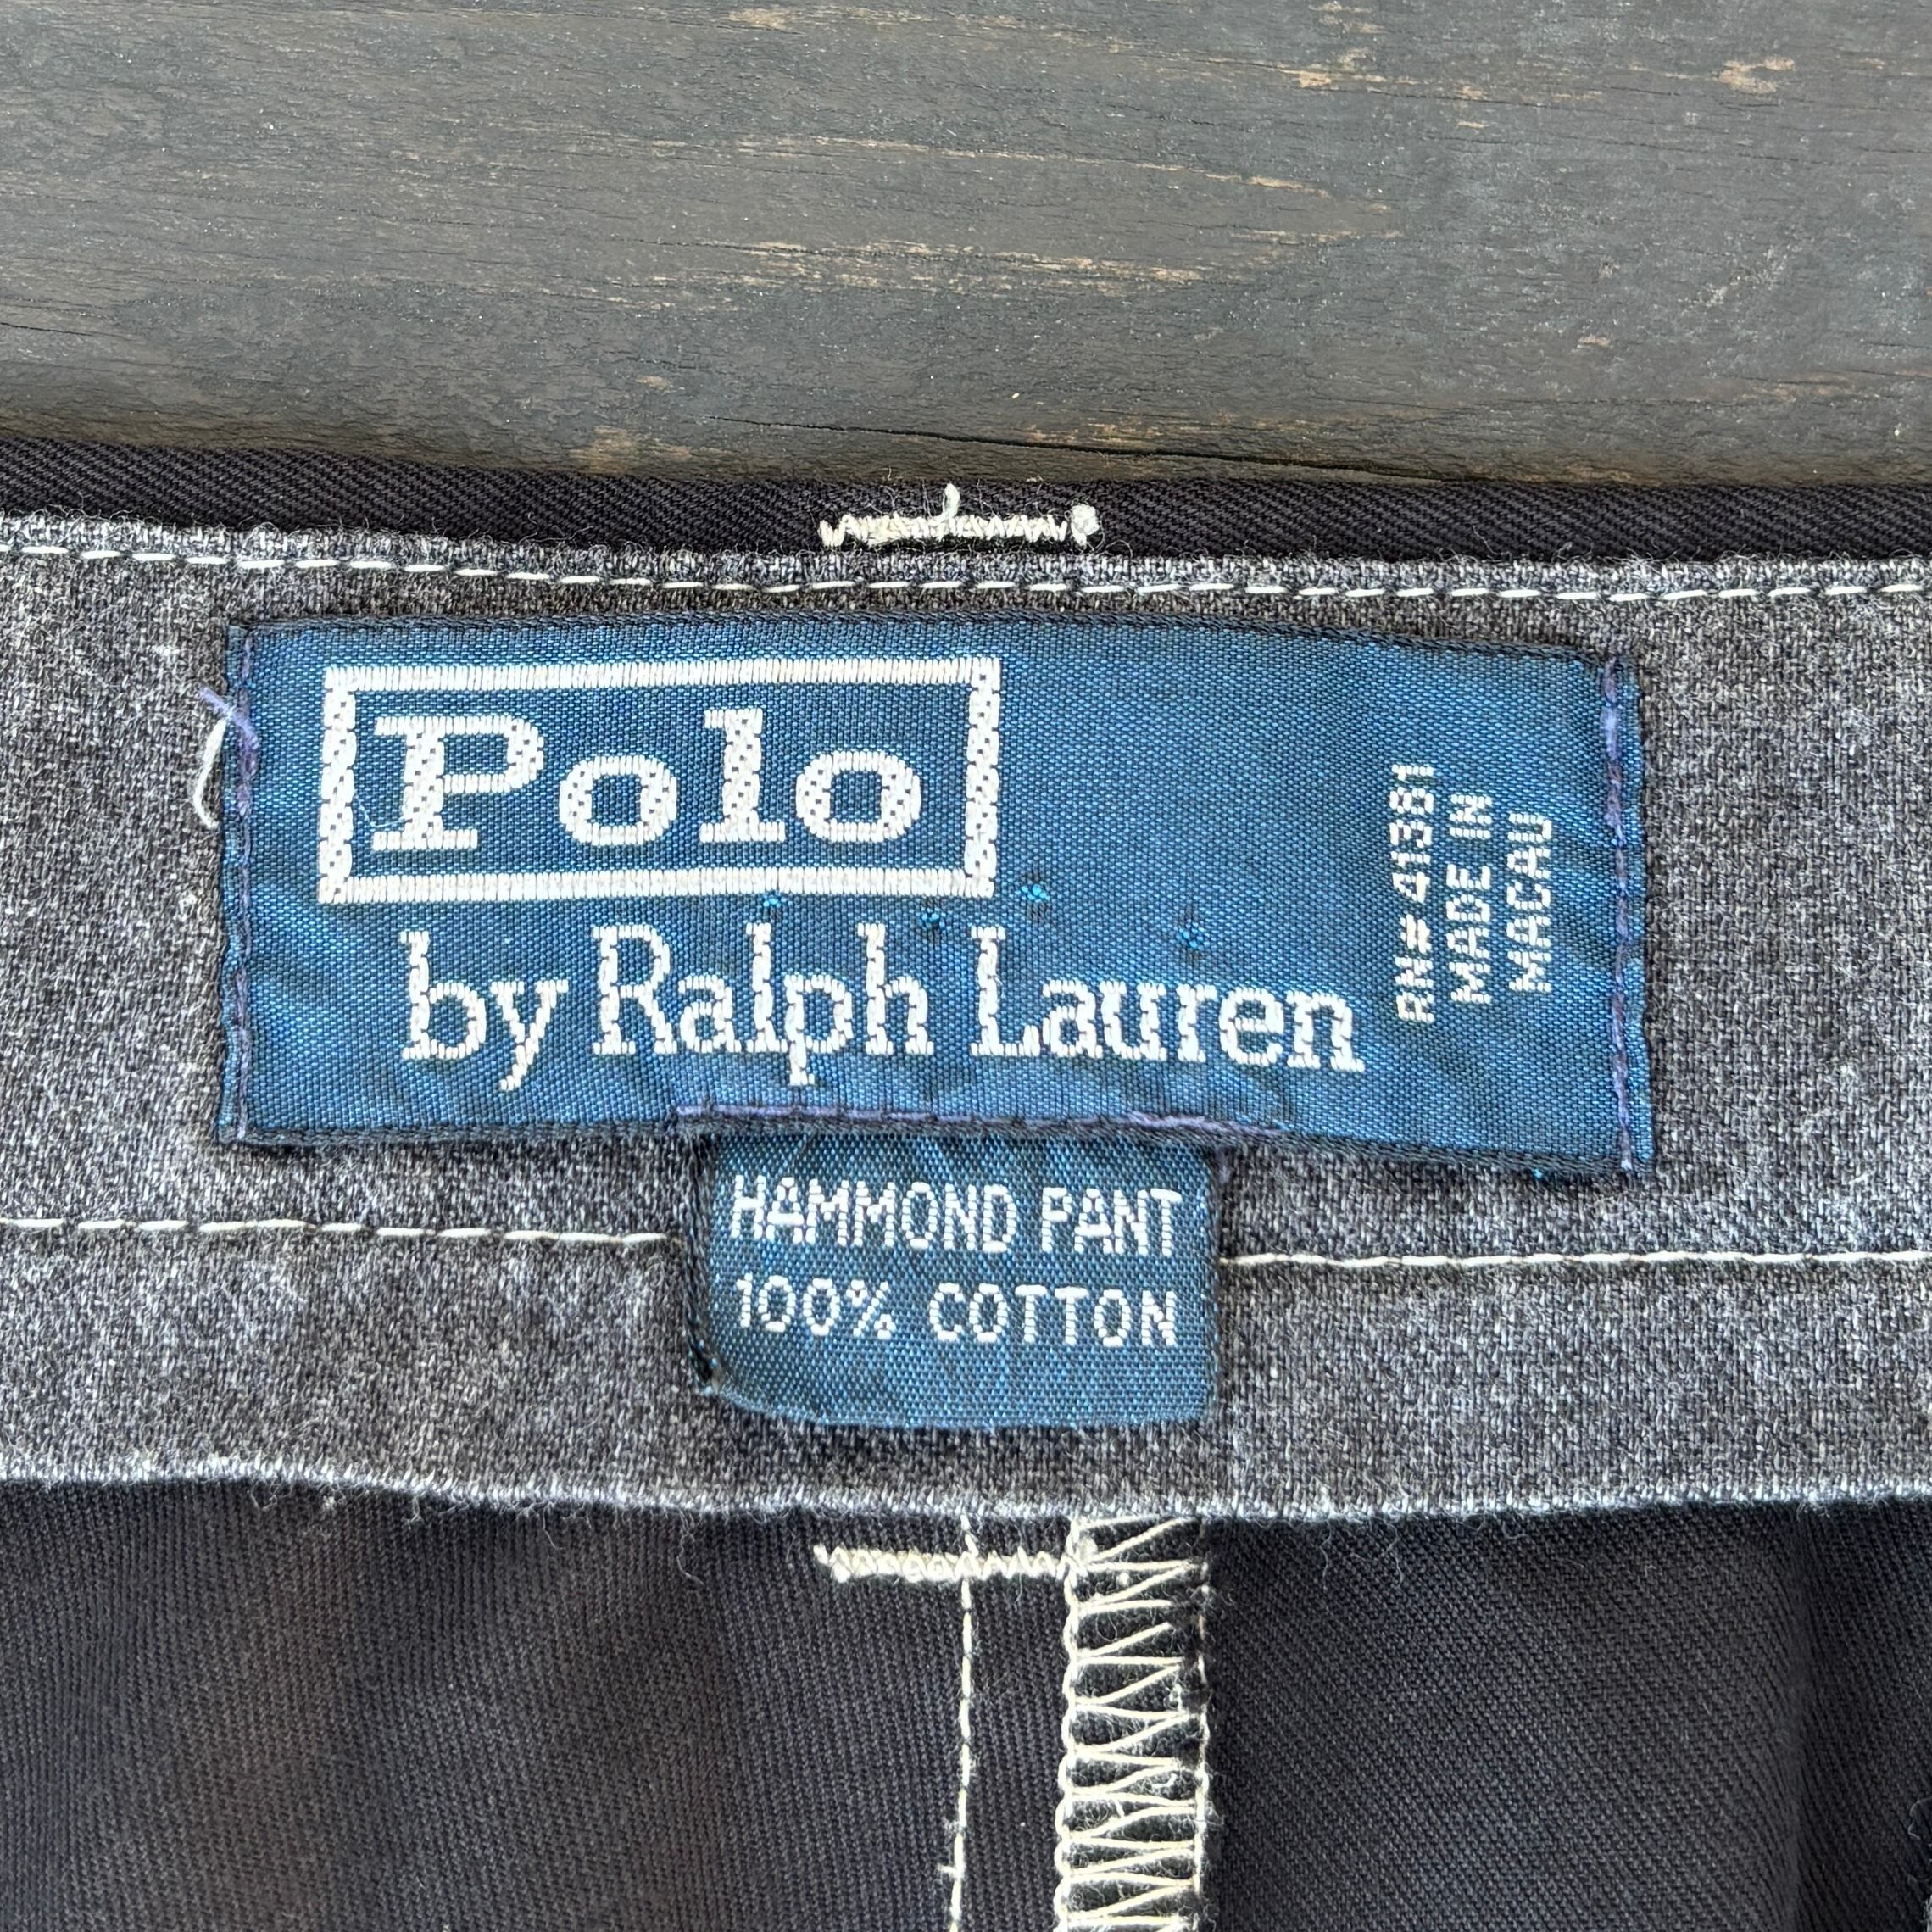 Polo
by Ralph Lauren
RN#41381
MADE IN
MACAU
HAMMOND PANT
100% COTTON